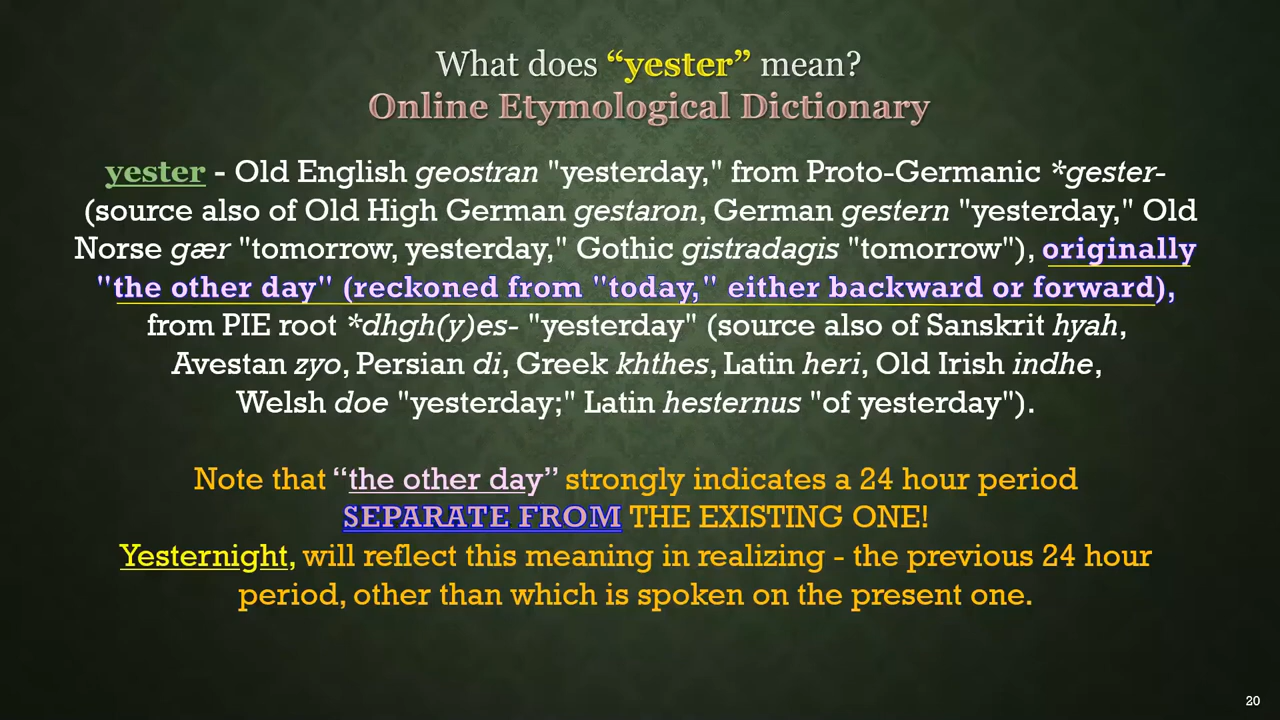 What does “yester” mean?
Online Etymological Dictionary
yester - Old English geostran "yesterday," from Proto-Germanic *gester-
(source also of Old High German gestaron, German gestern "yesterday," Old
Norse gær "tomorrow, yesterday," Gothic gistradagis "tomorrow"), originally
"the other day" (reckoned from "today," either backward or forward),
from PIE root *dhgh(y)es- "yesterday" (source also of Sanskrit hyah,
Avestan zyo, Persian di, Greek khthes, Latin heri, Old Irish indhe,
Welsh doe "yesterday;" Latin hesternus "of yesterday").
Note that “the other day” strongly indicates a 24 hour period
SEPARATE FROM THE EXISTING ONE!
Yesternight, will reflect this meaning in realizing - the previous 24 hour
period, other than which is spoken on the present one.
20